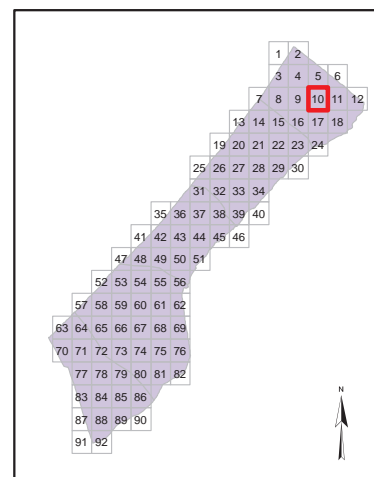 1 2
3 4 5 6
7 8 9 10 11 12
13 14 15 16 17 18
19 20 21 22 23 24
25 26 27 28 29 30
31 32 33 34
35 36 37 38 39 40
41 42 43 44 45 46
47 48 49 50 51
52 53 54 55 56
57 58 59 60 61 62
63 64 65 66 67 68 69
70 71 72 73 74 75 76
77 78 79 80 81 82
83 84 85 86
N
87 88 89 90
91 92